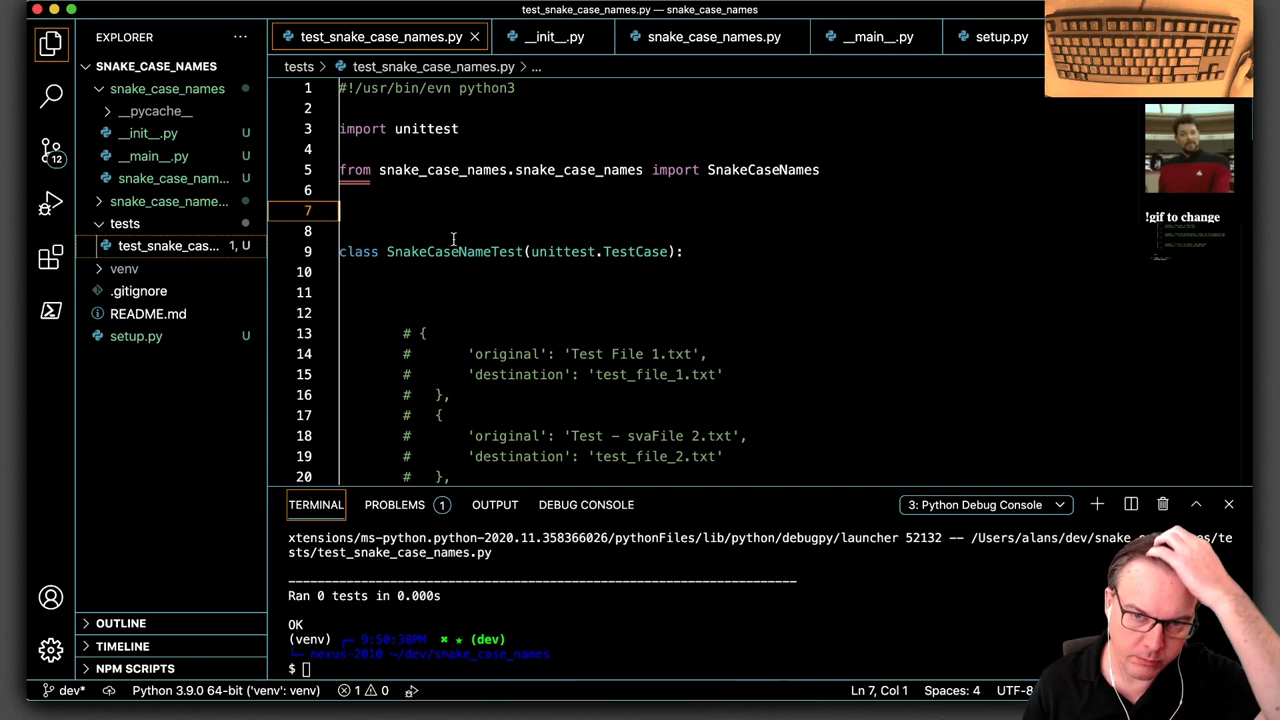 test_snake_case_names.py — snake_case_names
EXPLORER
test_snake_case_names.py
__init__.py
snake_case_names.py
__main__.py
setup.py
SNAKE_CASE_NAMES
snake_case_names
__pycache__
__init__.py U
__main__.py U
snake_case_nam... U
snake_case_name...
tests
test_snake_cas... 1, U
venv
.gitignore
README.md
setup.py U
12
OUTLINE
TIMELINE
NPM SCRIPTS
tests > test_snake_case_names.py > ...
1 #!/usr/bin/evn python3
2
3 import unittest
4
5 from snake_case_names.snake_case_names import SnakeCaseNames
6
7
8
9 class SnakeCaseNameTest(unittest.TestCase):
10
11
12
13 # {
14 # 'original': 'Test File 1.txt',
15 # 'destination': 'test_file_1.txt'
16 # },
17 # {
18 # 'original': 'Test - svaFile 2.txt',
19 # 'destination': 'test_file_2.txt'
20 # },
!gif to change
TERMINAL PROBLEMS 1 OUTPUT DEBUG CONSOLE 3: Python Debug Console
xtensions/ms-python.python-2020.11.358366026/pythonFiles/lib/python/debugpy/launcher 52132 -- /Users/alans/dev/snake
sts/test_snake_case_names.py
----------------------------------------------------------------------
Ran 0 tests in 0.000s
OK
(venv) 9:50:38PM ✖ ★ (dev)
nexus-2010 ~/dev/snake_case_names
$
dev* Python 3.9.0 64-bit ('venv': venv) 1 0 Ln 7, Col 1 Spaces: 4 UTF-8